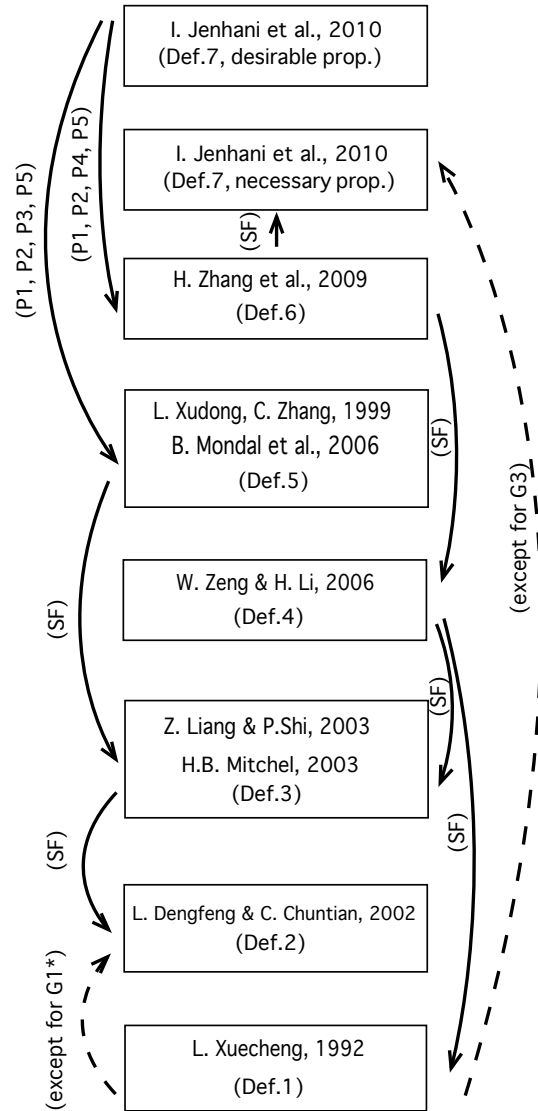 I. Jenhani et al., 2010
(Def.7, desirable prop.)
I. Jenhani et al., 2010
(Def.7, necessary prop.)
(P1, P2, P3, P5)
(P1, P2, P4, P5)
(SF)
H. Zhang et al., 2009
(Def.6)
L. Xudong, C. Zhang, 1999
B. Mondal et al., 2006
(Def.5)
(SF)
(except for G3)
W. Zeng & H. Li, 2006
(Def.4)
(SF)
Z. Liang & P.Shi, 2003
H.B. Mitchel, 2003
(Def.3)
(SF)
(SF)
(SF)
L. Dengfeng & C. Chuntian, 2002
(Def.2)
(except for G1*)
L. Xuecheng, 1992
(Def.1)